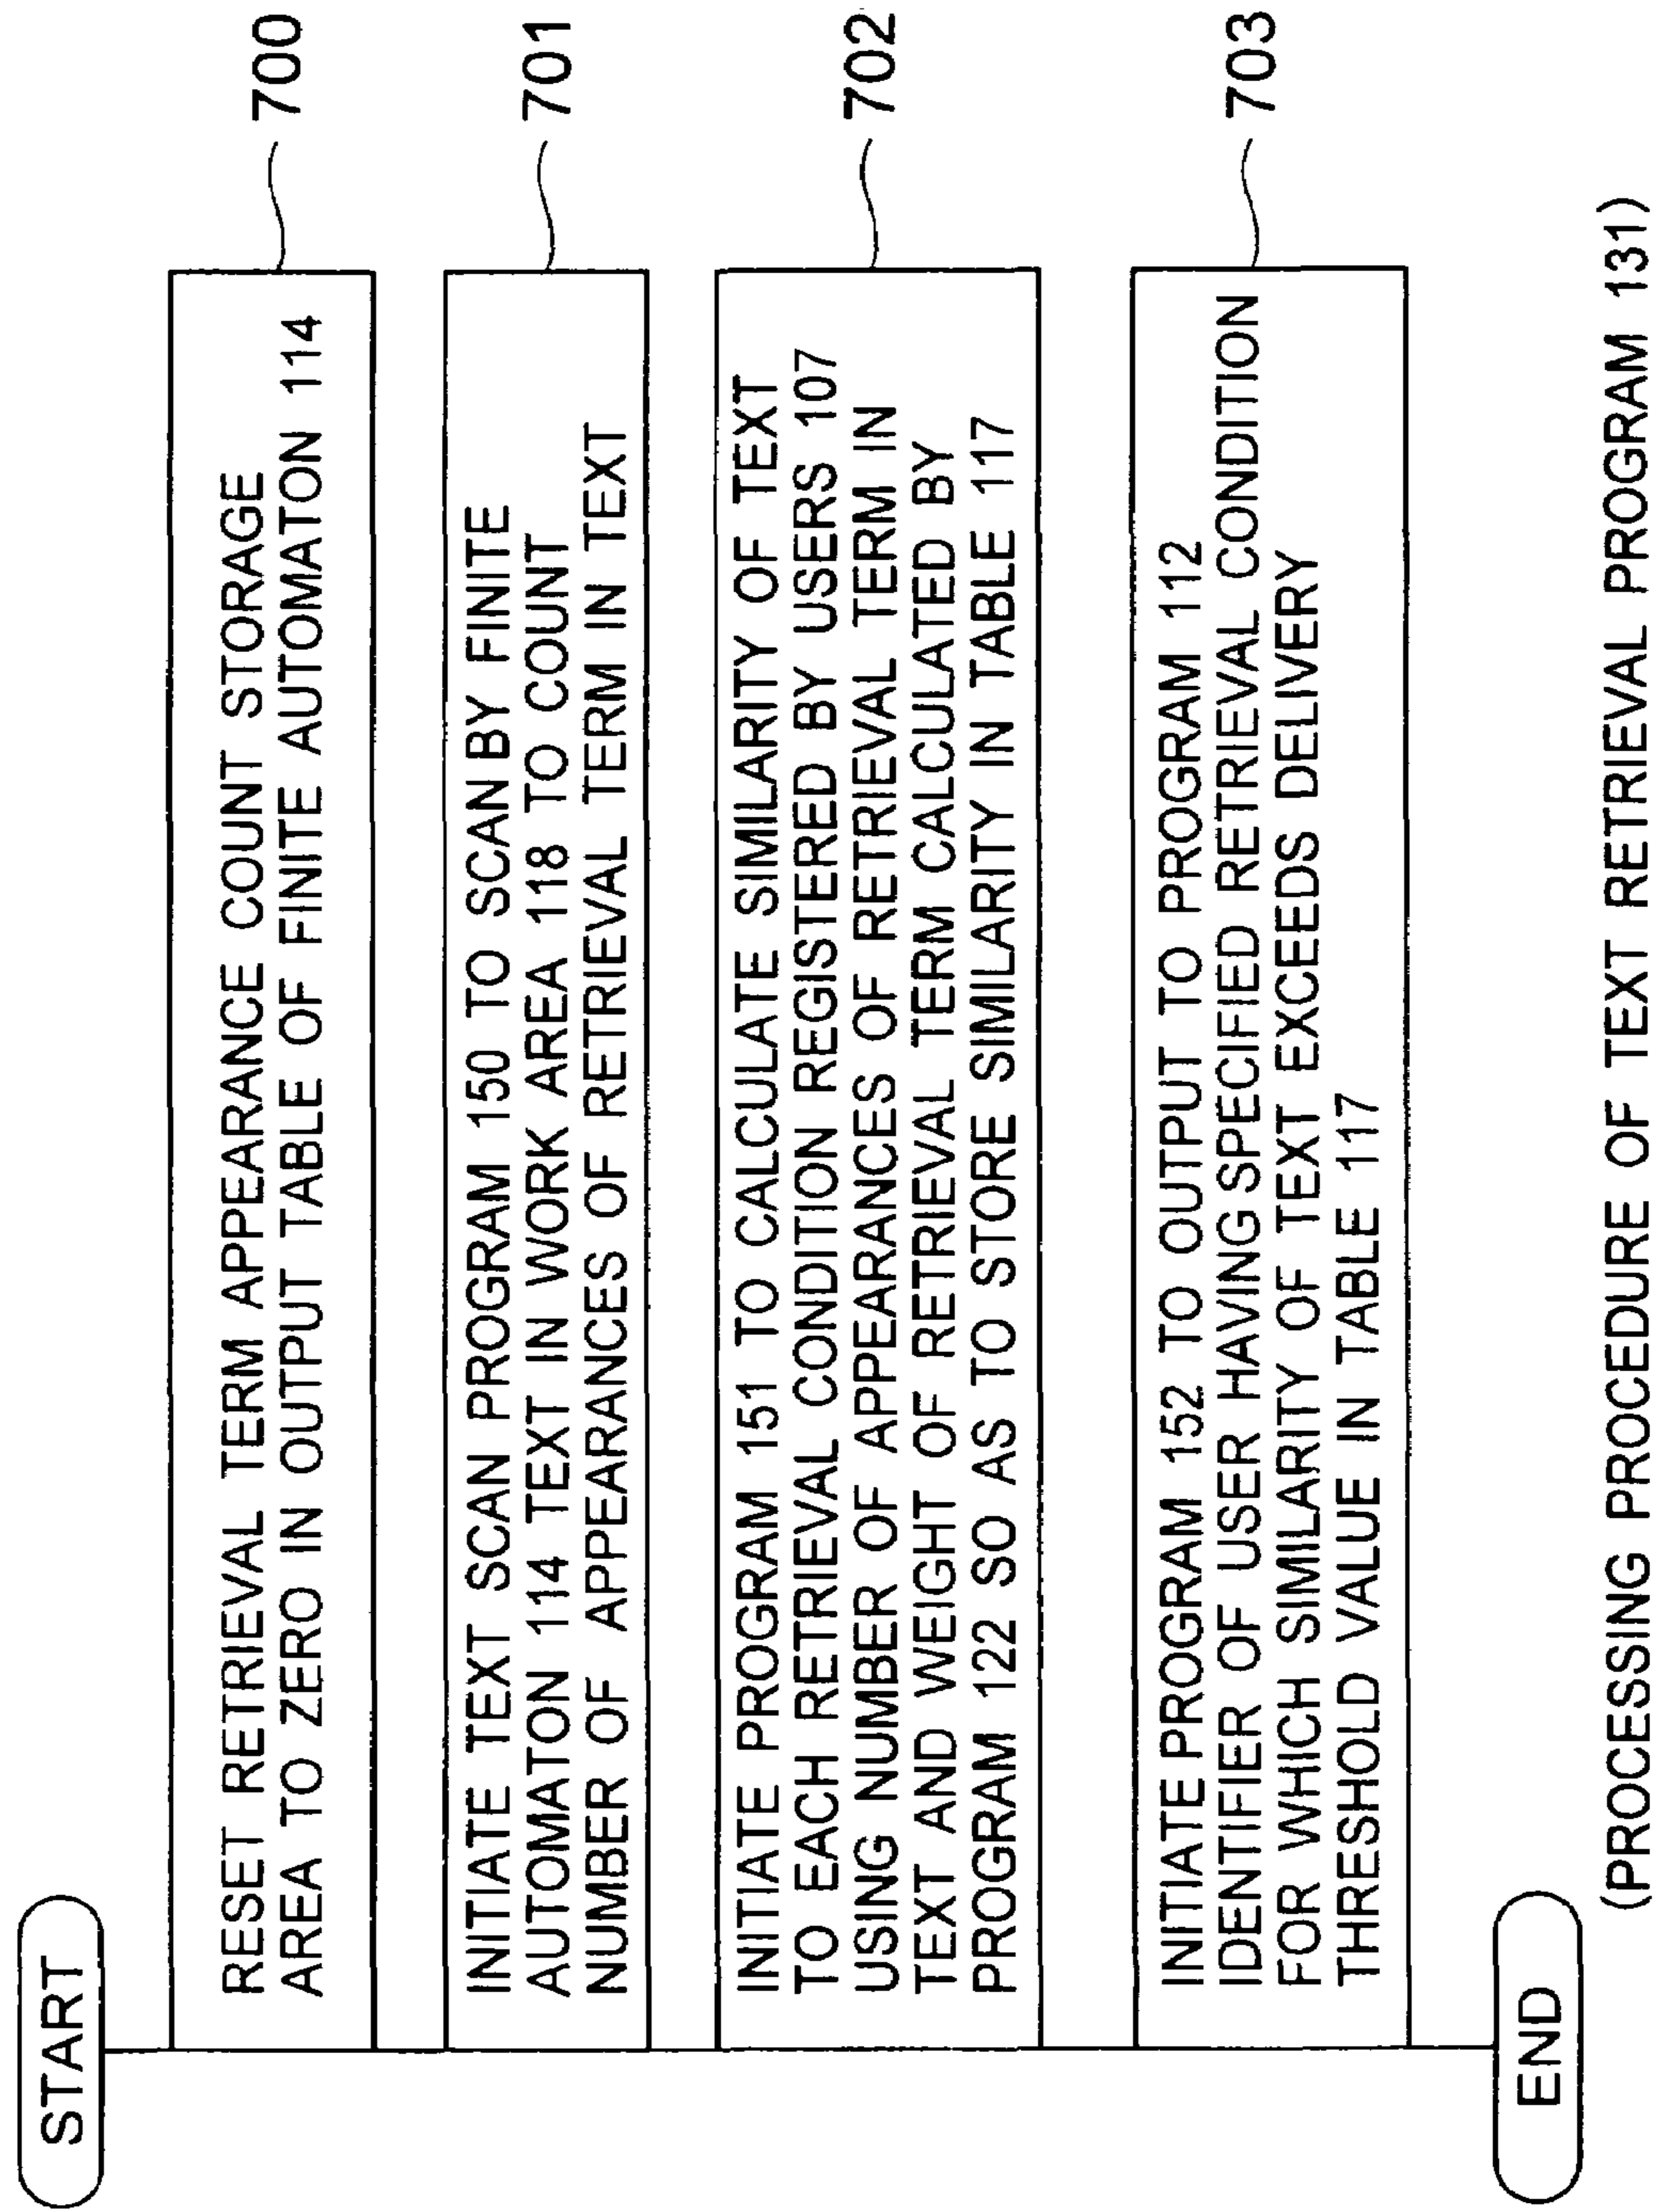 START
RESET RETRIEVAL TERM APPEARANCE COUNT STORAGE
AREA TO ZERO IN OUTPUT TABLE OF FINITE AUTOMATON 114
700
INITIATE TEXT SCAN PROGRAM 150 TO SCAN BY FINITE
AUTOMATON 114 TEXT IN WORK AREA 118 TO COUNT
NUMBER OF APPEARANCES OF RETRIEVAL TERM IN TEXT
701
INITIATE PROGRAM 151 TO CALCULATE SIMILARITY OF TEXT
TO EACH RETRIEVAL CONDITION REGISTERED BY USERS 107
USING NUMBER OF APPEARANCES OF RETRIEVAL TERM IN
TEXT AND WEIGHT OF RETRIEVAL TERM CALCULATED BY
PROGRAM 122 SO AS TO STORE SIMILARITY IN TABLE 117
702
INITIATE PROGRAM 152 TO OUTPUT TO PROGRAM 112
IDENTIFIER OF USER HAVING SPECIFIED RETRIEVAL CONDITION
FOR WHICH SIMILARITY OF TEXT EXCEEDS DELIVERY
THRESHOLD VALUE IN TABLE 117
703
END
(PROCESSING PROCEDURE OF TEXT RETRIEVAL PROGRAM 131)